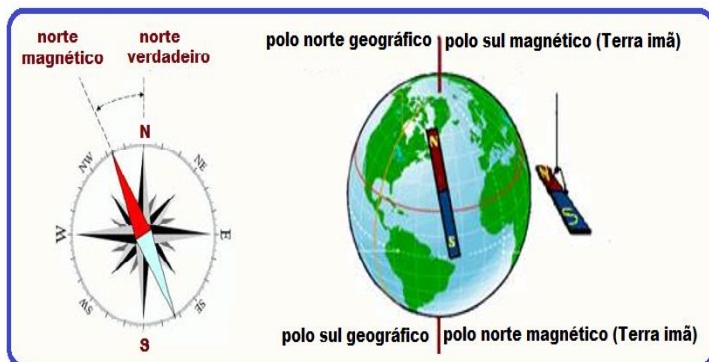 norte
magnético
norte
verdadeiro
N
NW
NE
W
E
SW
SE
S
polo norte geográfico
polo sul magnético (Terra imã)
N
S
N
S
polo sul geográfico
polo norte magnético (Terra imã)